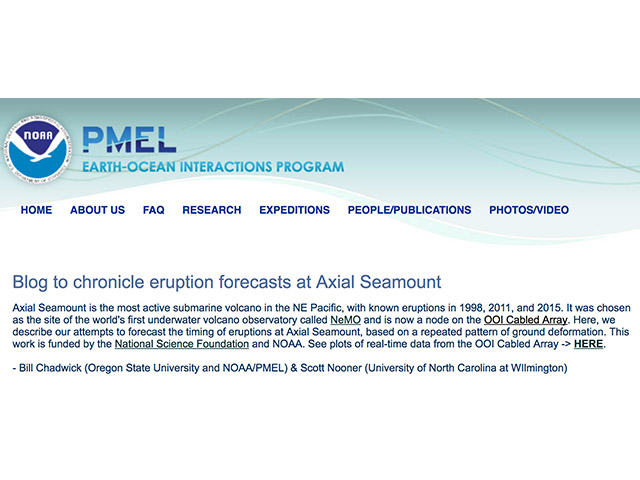 NOAA
PMEL
EARTH-OCEAN INTERACTIONS PROGRAM
HOME ABOUT US FAQ RESEARCH EXPEDITIONS PEOPLE/PUBLICATIONS PHOTOS/VIDEO
Blog to chronicle eruption forecasts at Axial Seamount
Axial Seamount is the most active submarine volcano in the NE Pacific, with known eruptions in 1998, 2011, and 2015. It was chosen
as the site of the world's first underwater volcano observatory called NeMO and is now a node on the OOI Cabled Array. Here, we
describe our attempts to forecast the timing of eruptions at Axial Seamount, based on a repeated pattern of ground deformation. This
work is funded by the National Science Foundation and NOAA. See plots of real-time data from the OOI Cabled Array -> HERE.
- Bill Chadwick (Oregon State University and NOAA/PMEL) & Scott Nooner (University of North Carolina at WIlmington)